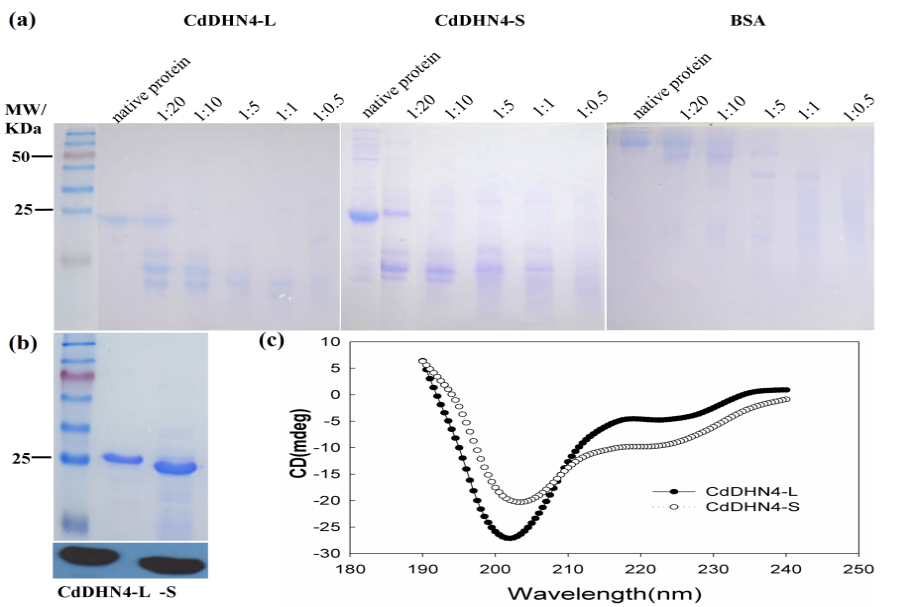 (a)
CdDHN4-L
CdDHN4-S
BSA
MW/
KDa
native protein
1:20
1:10
1:5
1:1
1:0.5
native protein
1:20
1:10
1:5
1:1
1:0.5
native protein
1:20
1:10
1:5
1:1
1:0.5
50
25
(b)
25
CdDHN4-L -S
(c)
CD(mdeg)
10
5
0
-5
-10
-15
-20
-25
-30
CdDHN4-L
CdDHN4-S
180 190 200 210 220 230 240 250
Wavelength(nm)